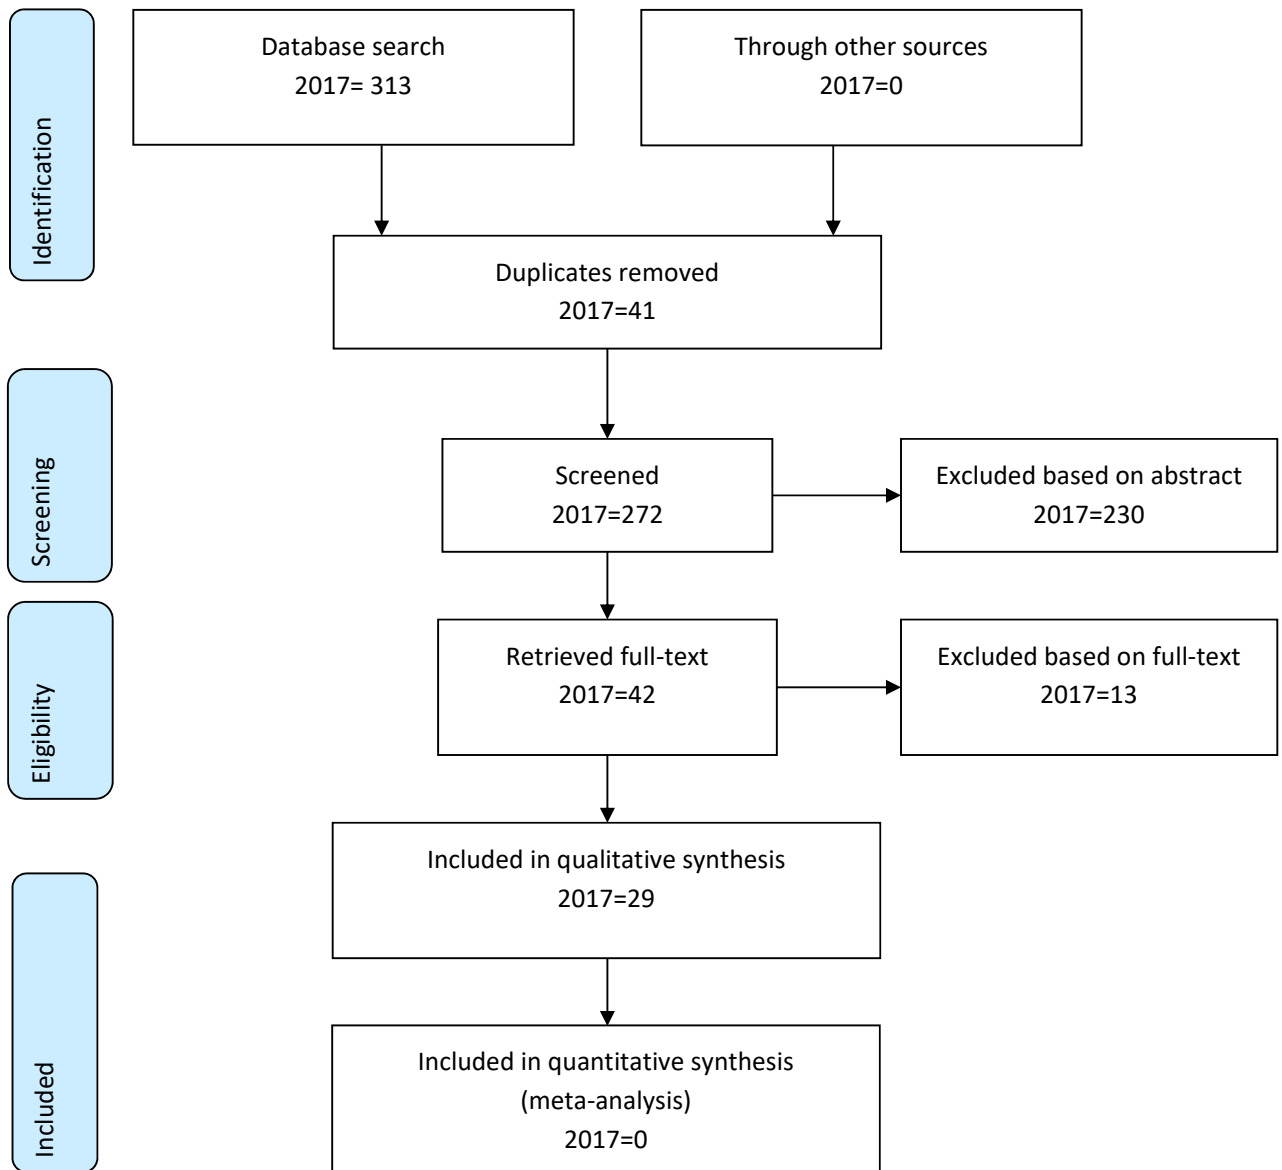 Identification
Database search
2017= 313
Through other sources
2017=0
Duplicates removed
2017=41
Screening
Screened
2017=272
Excluded based on abstract
2017=230
Eligibility
Retrieved full-text
2017=42
Excluded based on full-text
2017=13
Included in qualitative synthesis
2017=29
Included
Included in quantitative synthesis
(meta-analysis)
2017=0